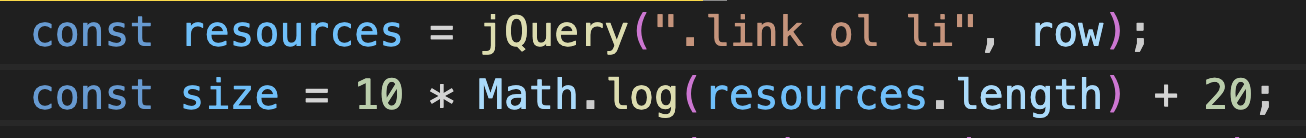 const resources = jQuery(".link ol li", row);
const size = 10 * Math.log(resources.length) + 20;